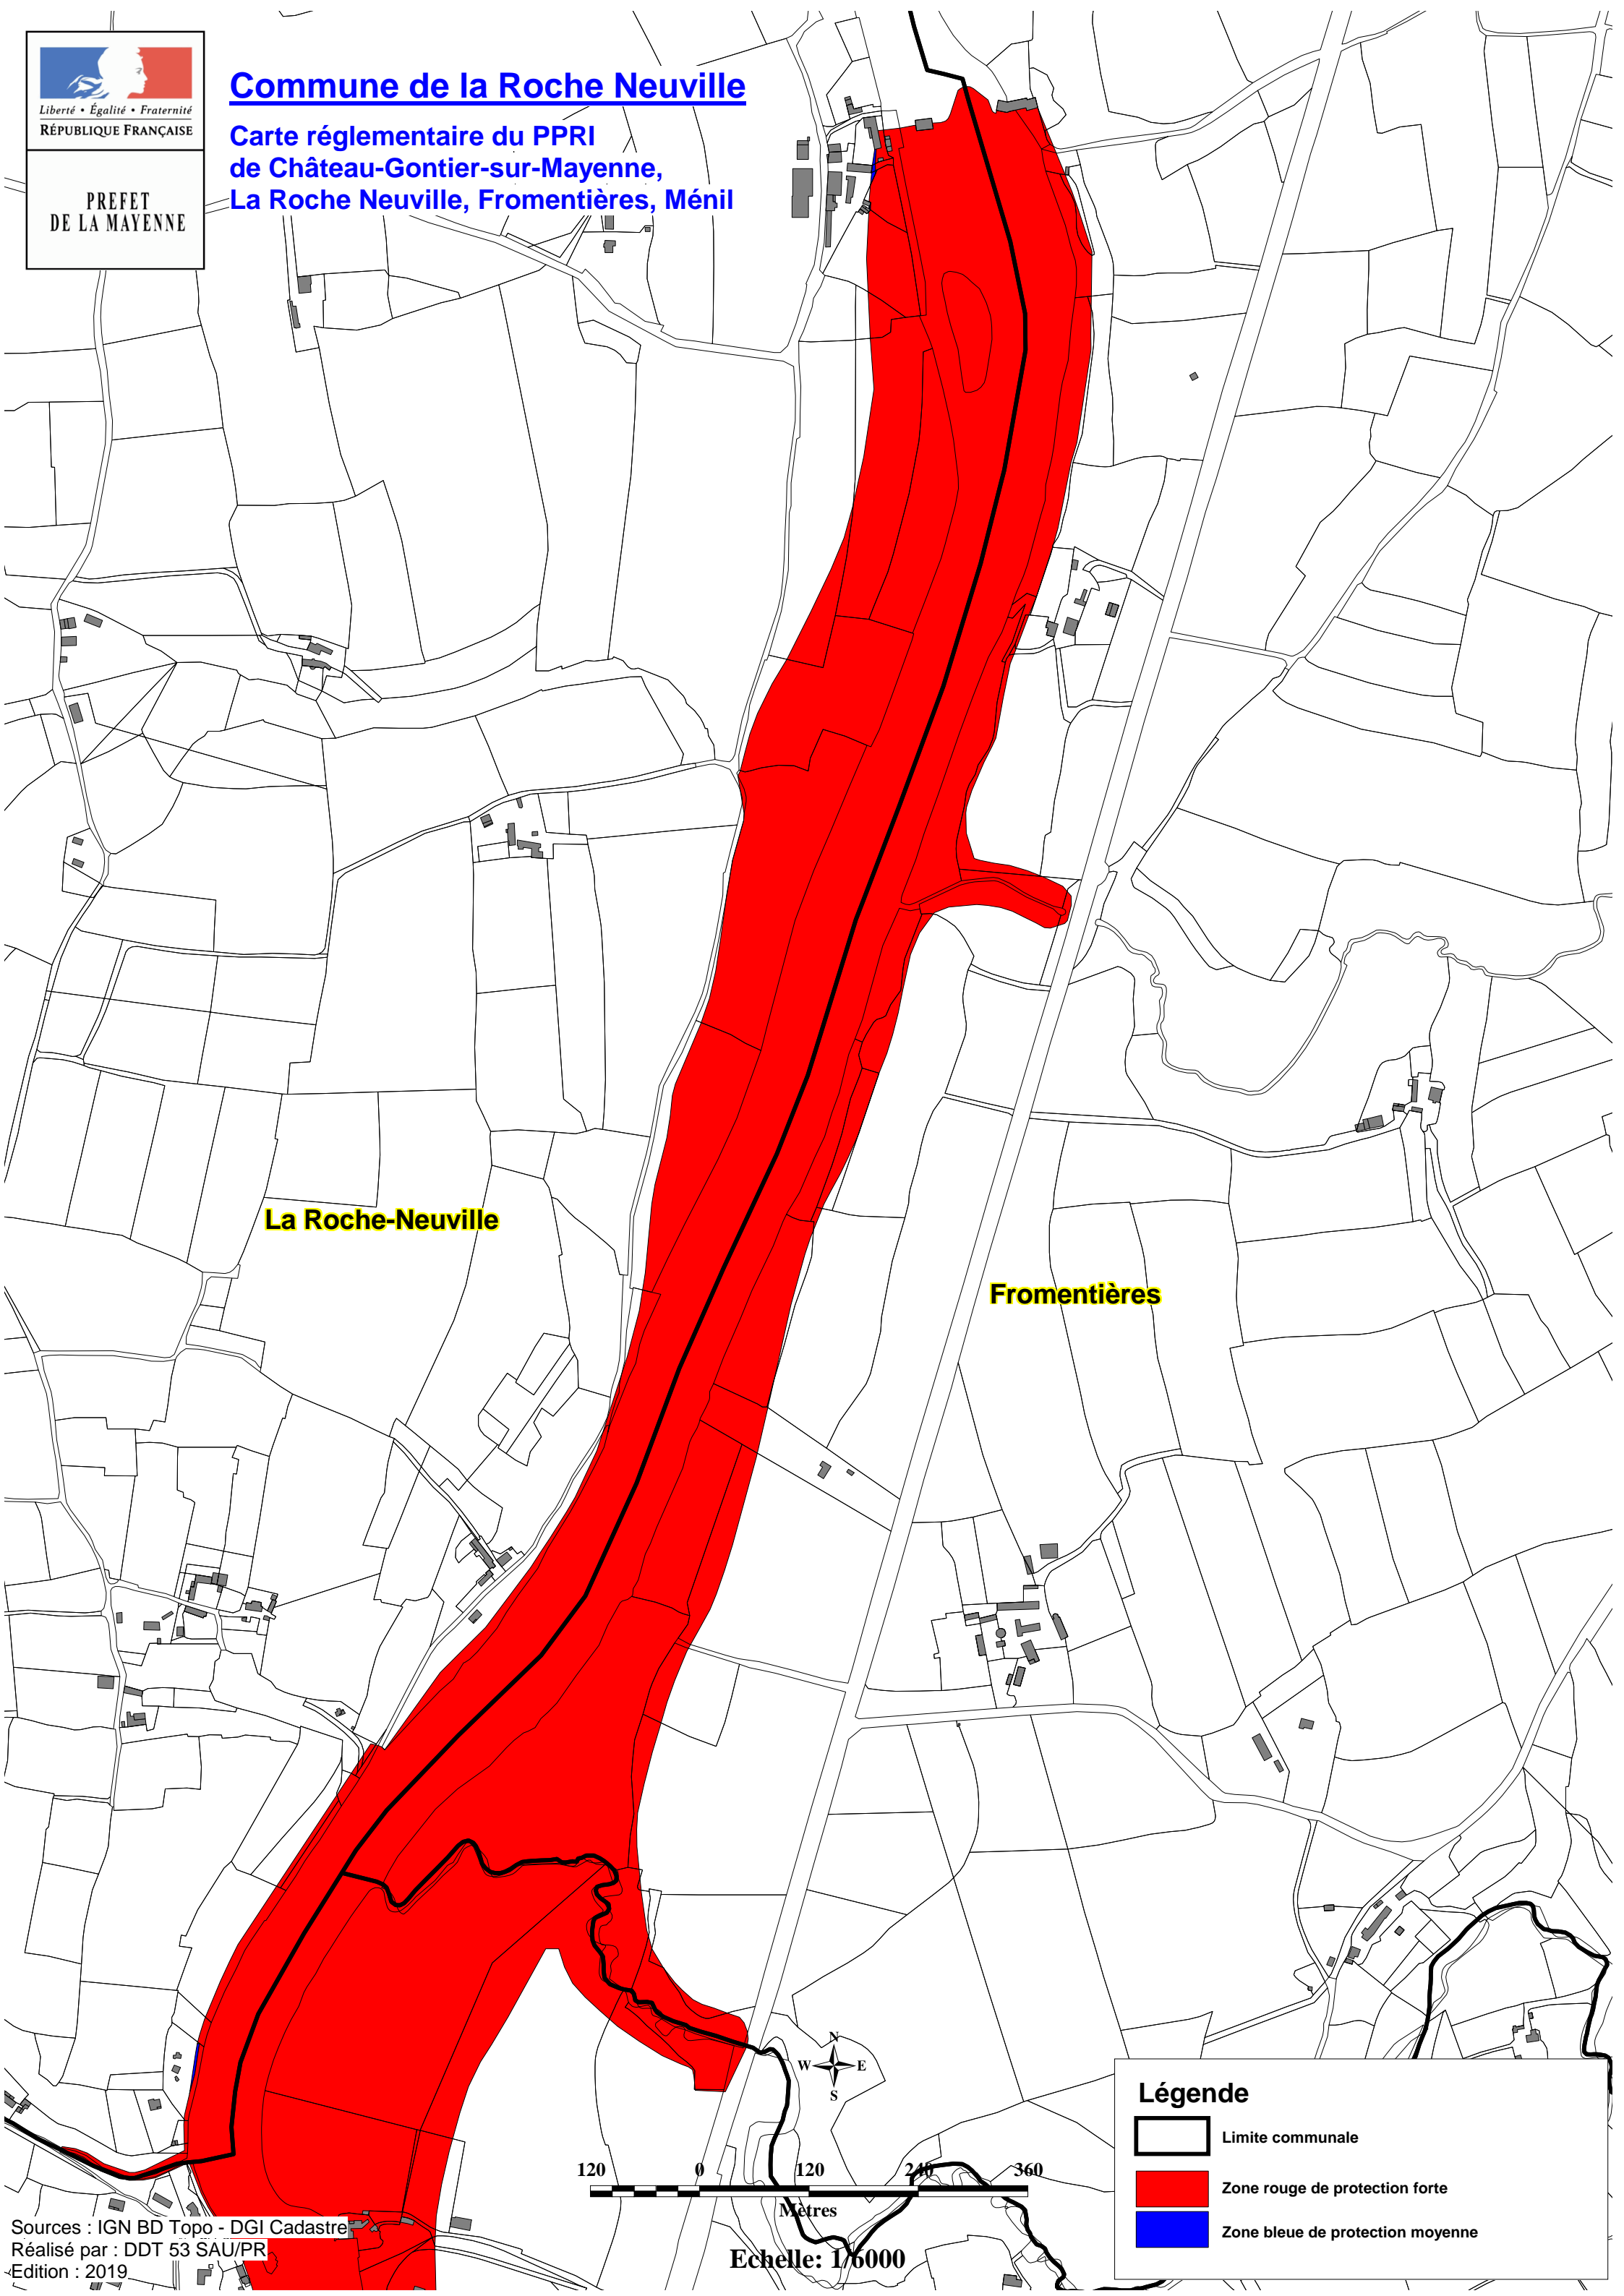 Liberté • Égalité • Fraternité
RÉPUBLIQUE FRANÇAISE
PREFET
DE LA MAYENNE
Commune de la Roche Neuville
Carte réglementaire du PPRI
de Château-Gontier-sur-Mayenne,
La Roche Neuville, Fromentières, Ménil
La Roche-Neuville
Fromentières
N
W E
S
120 0 120 240 360
Mètres
Echelle: 1/6000
Légende
Limite communale
Zone rouge de protection forte
Zone bleue de protection moyenne
Sources : IGN BD Topo - DGI Cadastre
Réalisé par : DDT 53 SAU/PR
Edition : 2019